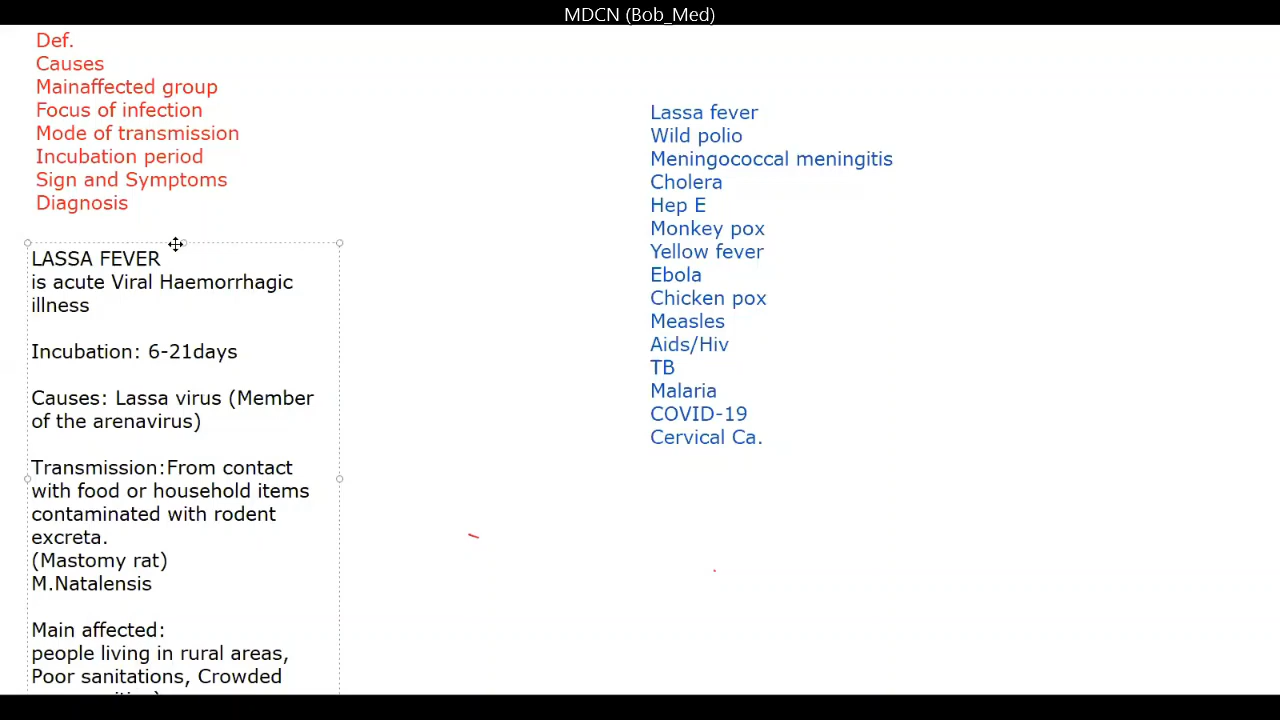 MDCN (Bob_Med)
Def.
Causes
Mainaffected group
Focus of infection
Mode of transmission
Incubation period
Sign and Symptoms
Diagnosis
LASSA FEVER
is acute Viral Haemorrhagic
illness
Incubation: 6-21days
Causes: Lassa virus (Member
of the arenavirus)
Transmission:From contact
with food or household items
contaminated with rodent
excreta.
(Mastomy rat)
M.Natalensis
Main affected:
people living in rural areas,
Poor sanitations, Crowded
Lassa fever
Wild polio
Meningococcal meningitis
Cholera
Hep E
Monkey pox
Yellow fever
Ebola
Chicken pox
Measles
Aids/Hiv
TB
Malaria
COVID-19
Cervical Ca.